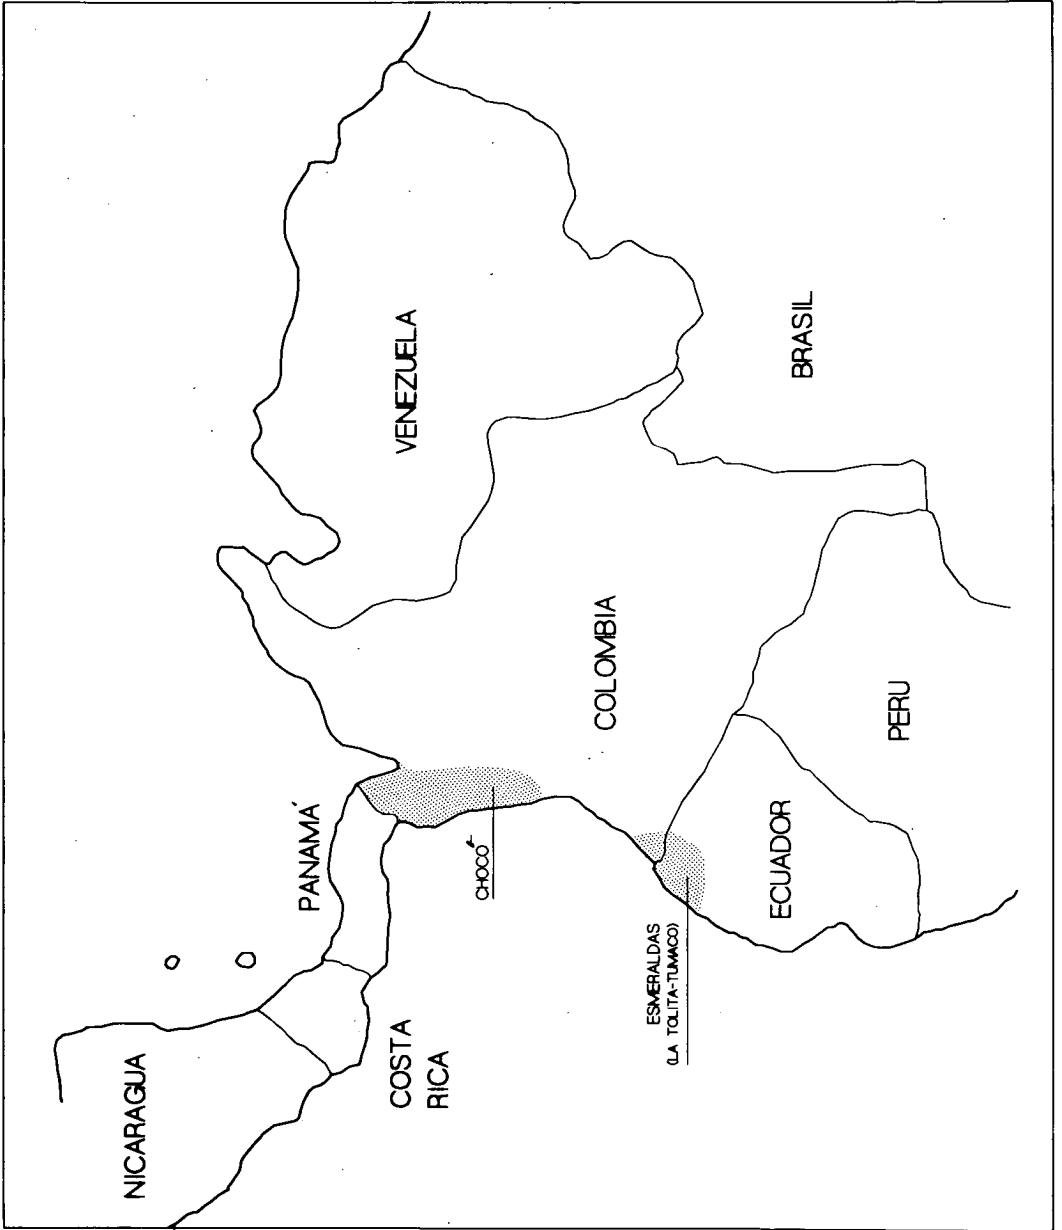 NICARAGUA
COSTA
RICA
PANAMÁ
CHOCÓ
VENEZUELA
COLOMBIA
BRASIL
ESMERALDAS
(LA TOLITA-TUMACO)
ECUADOR
PERU